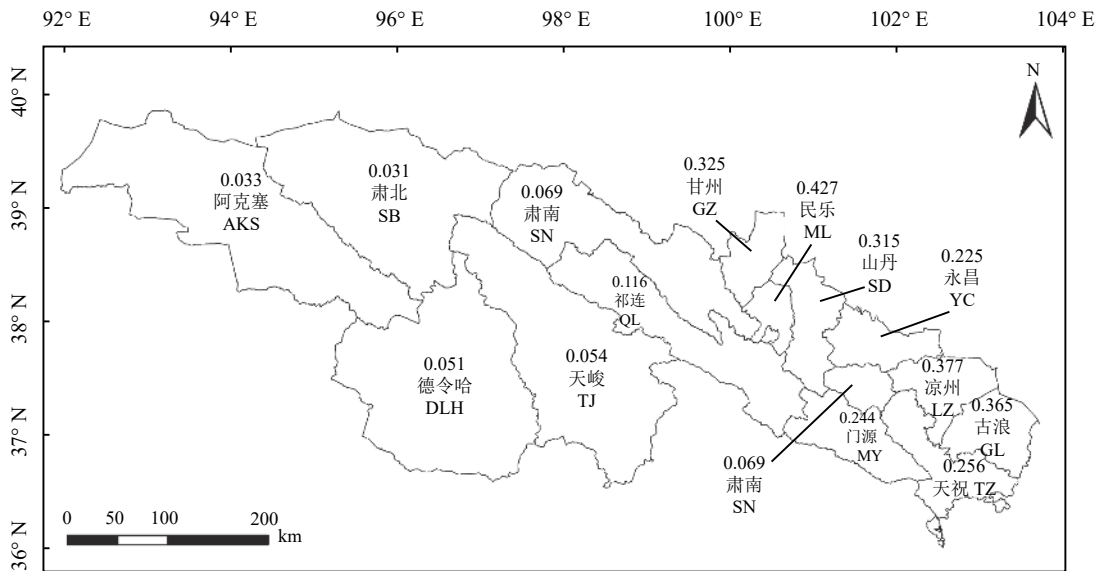 92° E 94° E 96° E 98° E 100° E 102° E 104° E
40° N
39° N
38° N
37° N
36° N
N
0.033
阿克塞
AKS
0.031
肃北
SB
0.069
肃南
SN
0.325
甘州
GZ
0.427
民乐
ML
0.315
山丹
SD
0.225
永昌
YC
0.116
祁连
QL
0.051
德令哈
DLH
0.054
天峻
TJ
0.377
凉州
LZ
0.365
古浪
GL
0.244
门源
MY
0.256
天祝 TZ
0.069
肃南
SN
0 50 100 200
km